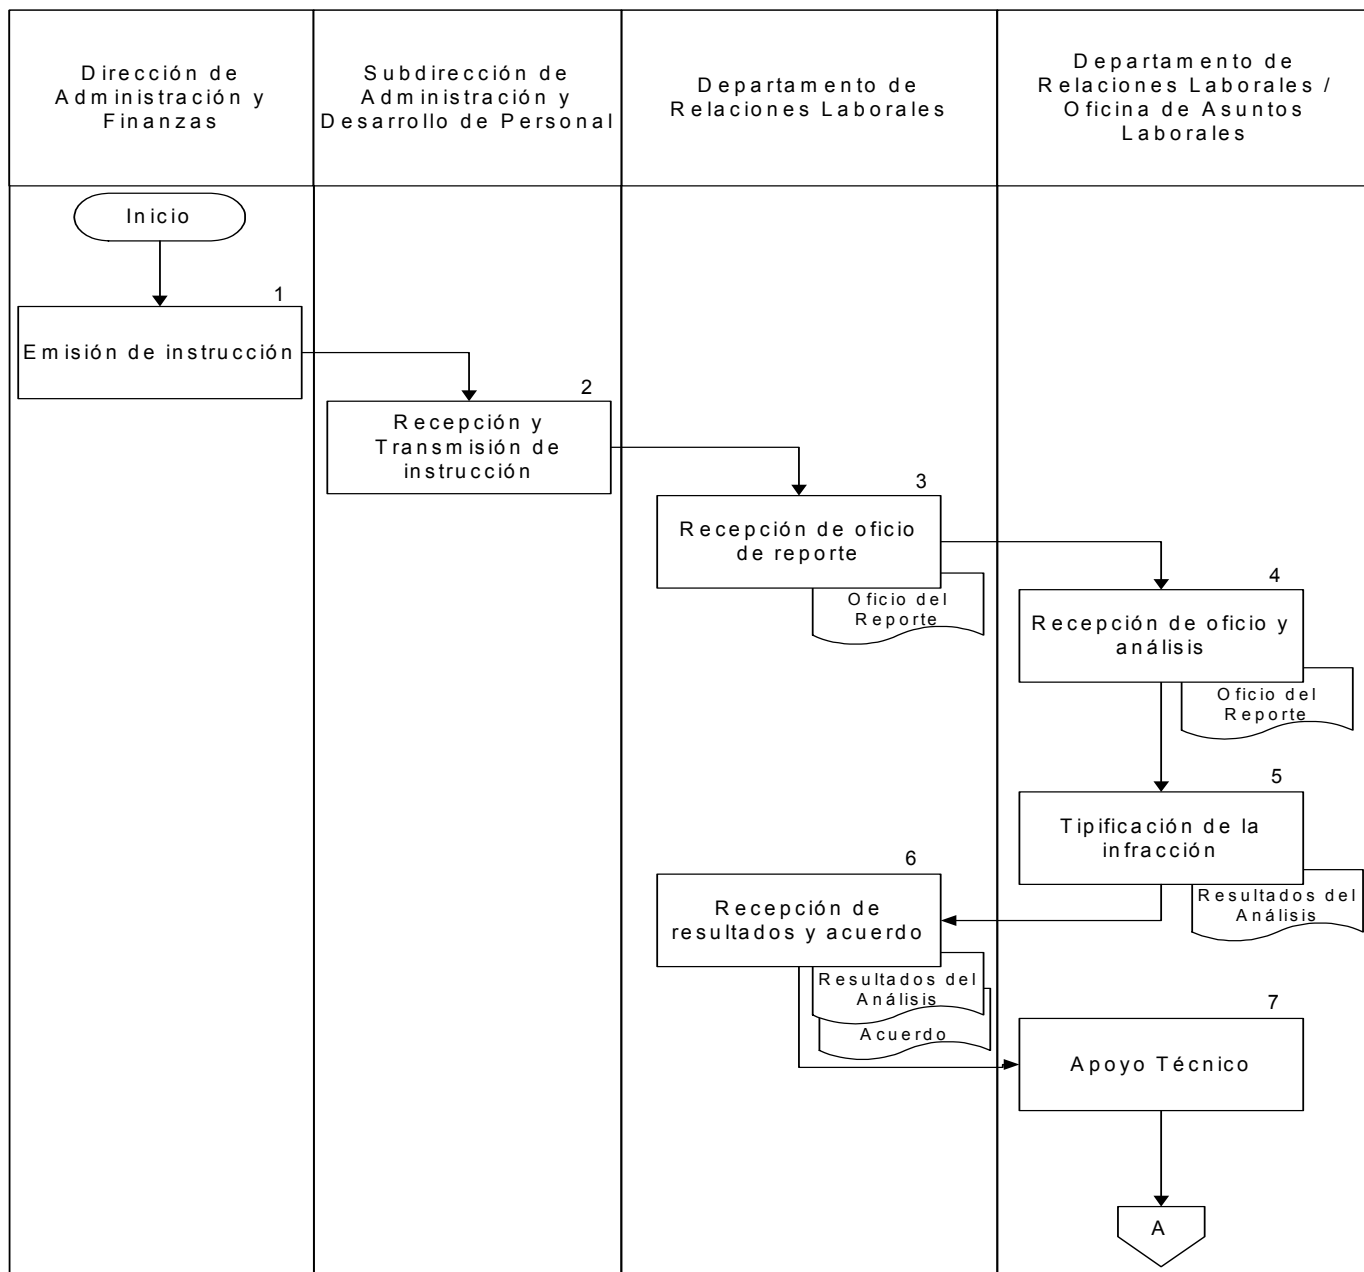 Dirección de
Administración y
Finanzas
Subdirección de
Administración y
Desarrollo de Personal
Departamento de
Relaciones Laborales
Departamento de
Relaciones Laborales /
Oficina de Asuntos
Laborales
Inicio
1
Emisión de instrucción
2
Recepción y
Transmisión de
instrucción
3
Recepción de oficio
de reporte
Oficio del
Reporte
4
Recepción de oficio y
análisis
Oficio del
Reporte
5
Tipificación de la
infracción
Resultados del
Análisis
6
Recepción de
resultados y acuerdo
Resultados del
Análisis
Acuerdo
7
Apoyo Técnico
A